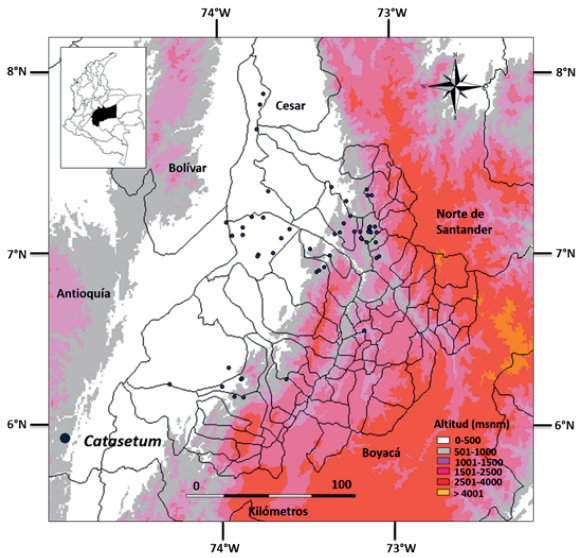 74°W 73°W
8°N 8°N
Cesar
Bolívar
Norte de
Santander
7°N 7°N
Antioquía
6°N 6°N
Catasetum
Altitud (msnm)
0-500
501-1000
1001-1500
1501-2500
2501-4000
> 4001
Boyacá
0 100
Kilómetros
74°W 73°W